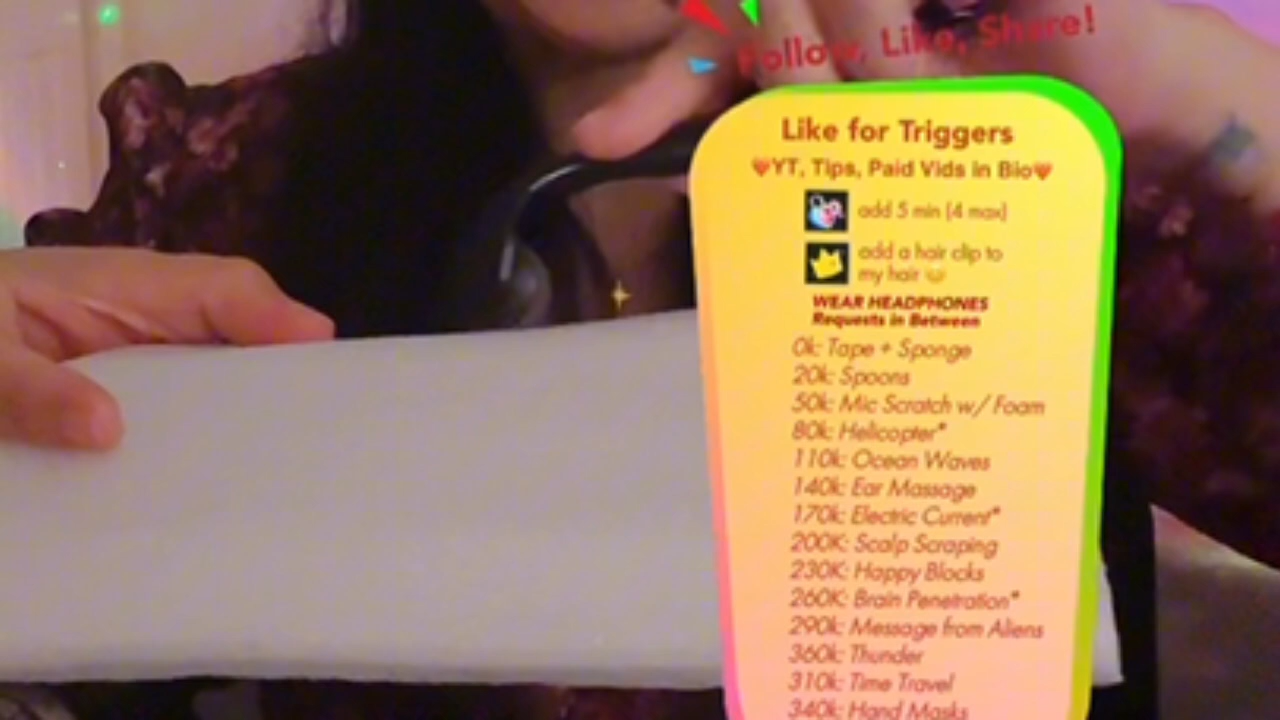 Follow, Like, Share!
Like for Triggers
❤YT, Tips, Paid Vids in Bio❤
add 5 min (4 max)
add a hair clip to
my hair
WEAR HEADPHONES
Requests in Between
0k: Tape + Sponge
20k: Spoons
50k: Mic Scratch w/ Foam
80k: Helicopter*
110k: Ocean Waves
140k: Ear Massage
170k: Electric Current*
200K: Scalp Scraping
230K: Happy Blocks
260K: Brain Penetration*
290k: Message from Aliens
360k: Thunder
310k: Time Travel
340k: Hand Masks